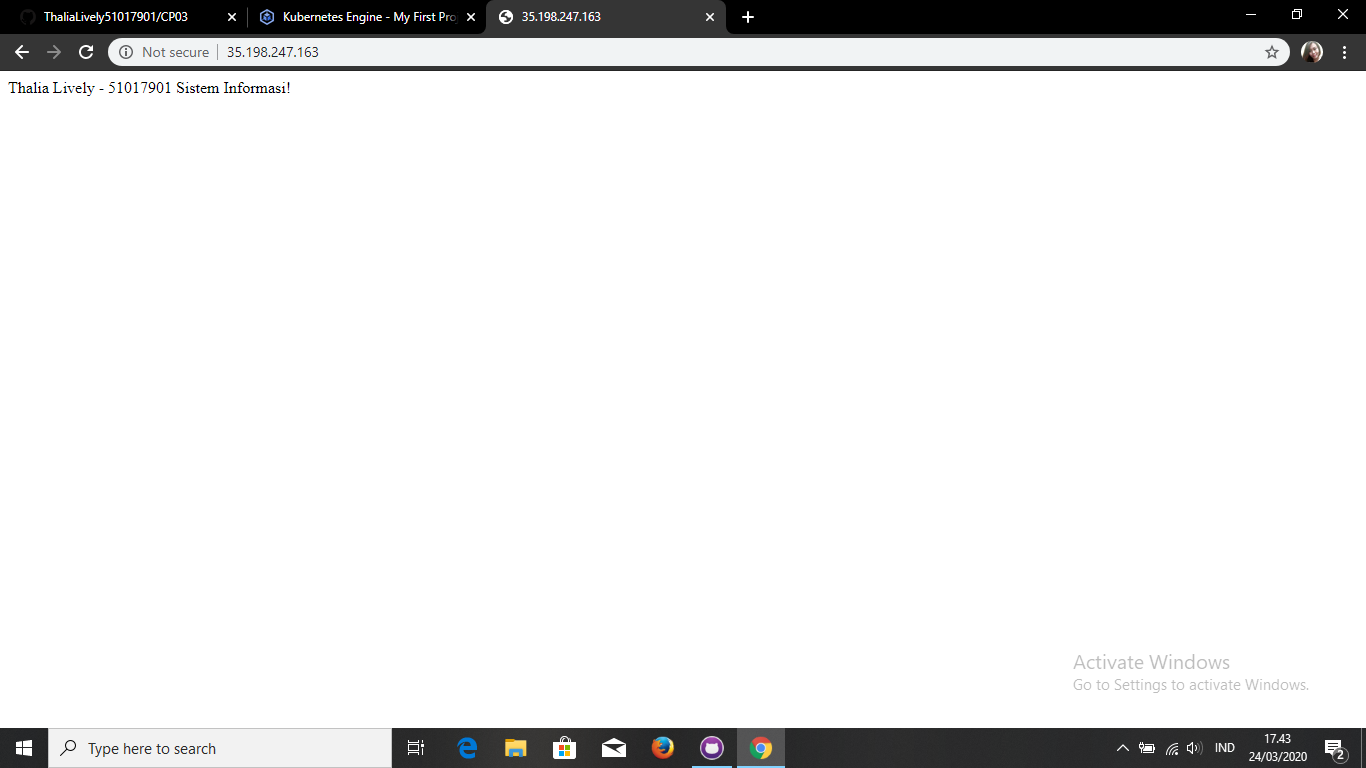 ThaliaLively51017901/CP03
Kubernetes Engine - My First Pro
35.198.247.163
Not secure
35.198.247.163
Thalia Lively - 51017901 Sistem Informasi!
Activate Windows
Go to Settings to activate Windows.
Type here to search
IND
17.43
24/03/2020
2